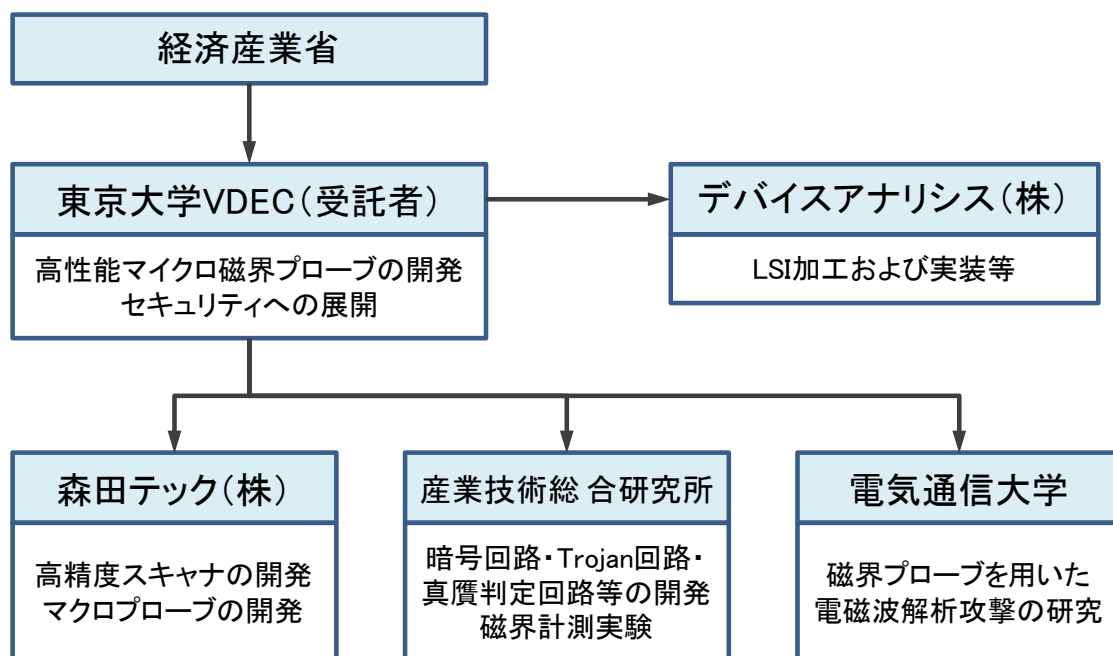 経済産業省
東京大学VDEC(受託者)
高性能マイクロ磁界プローブの開発
セキュリティへの展開
デバイスアナリシス(株)
LSI加工および実装等
森田テック(株)
高精度スキャナの開発
マクロプローブの開発
産業技術総合研究所
暗号回路・Trojan回路・
真贋判定回路等の開発
磁界計測実験
電気通信大学
磁界プローブを用いた
電磁波解析攻撃の研究